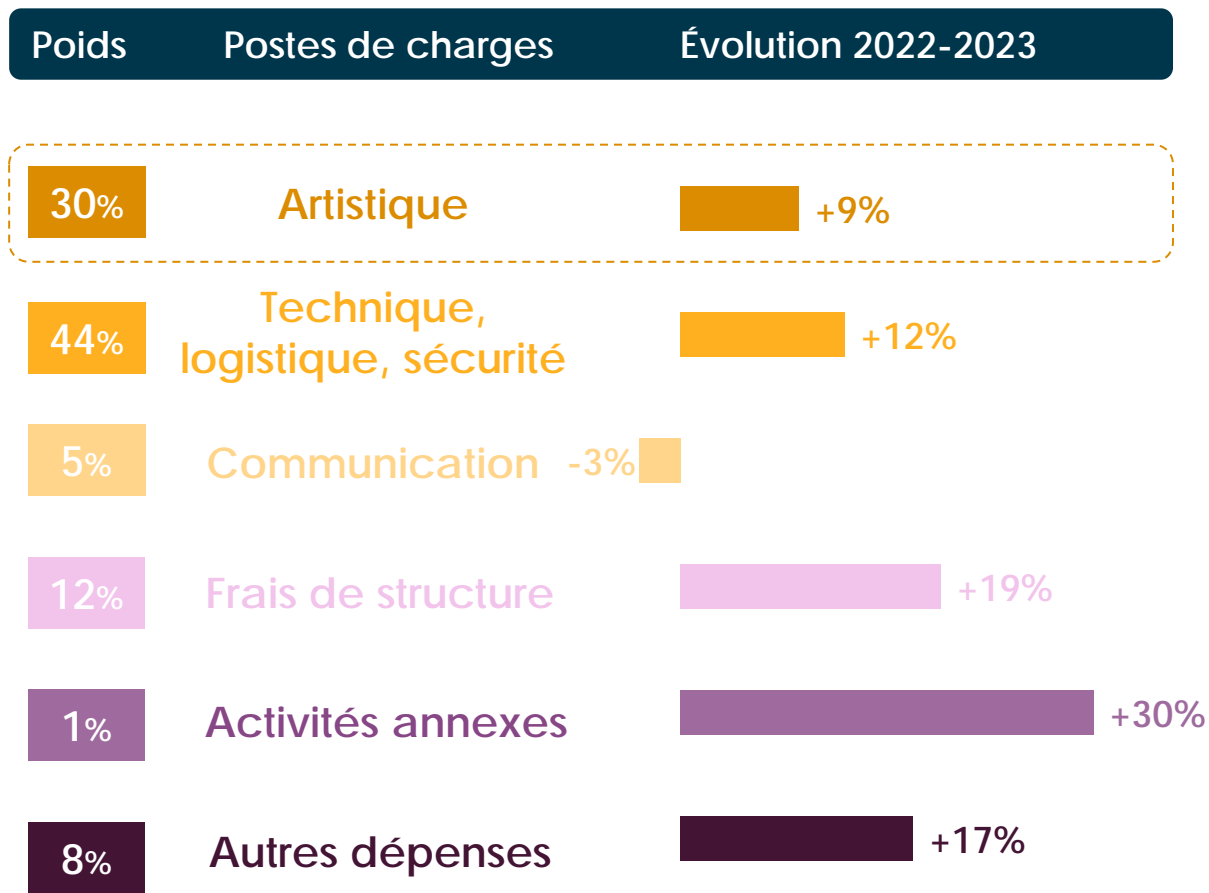 Poids Postes de charges Évolution 2022-2023
30% Artistique +9%
Technique,
44% logistique, sécurité +12%
5% Communication -3%
12% Frais de structure +19%
1% Activités annexes +30%
8% Autres dépenses +17%